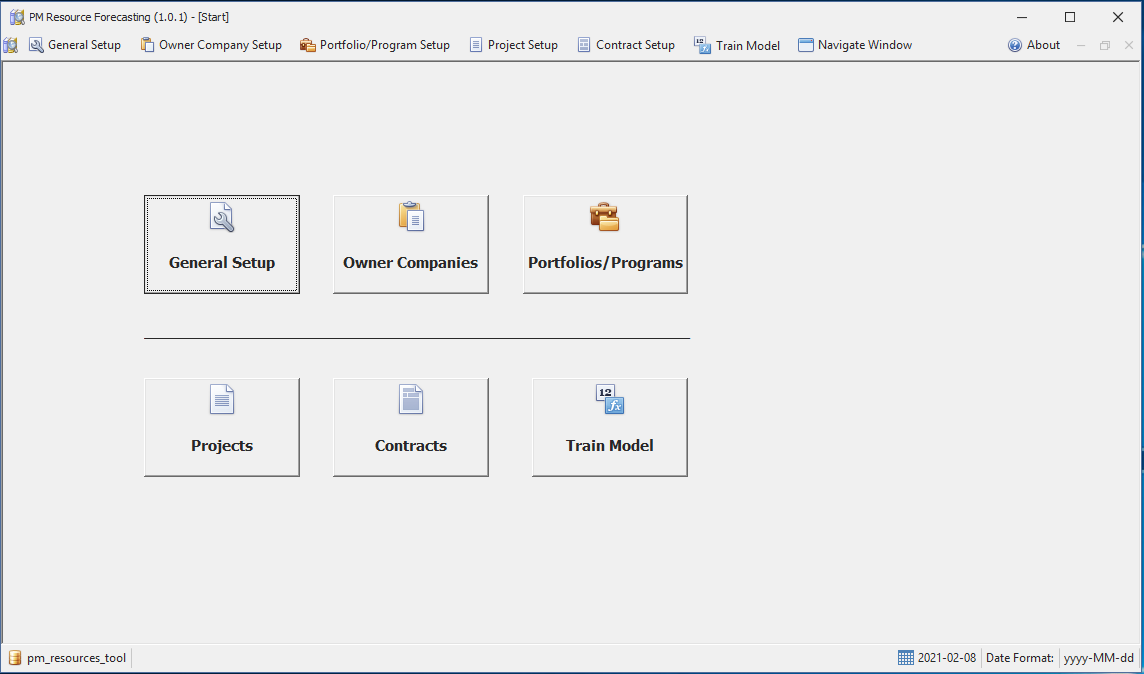 PM Resource Forecasting (1.0.1) - [Start]
General Setup Owner Company Setup Portfolio/Program Setup Project Setup Contract Setup Train Model Navigate Window About
General Setup Owner Companies Portfolios/Programs
12
fx
Projects Contracts Train Model
pm_resources_tool 2021-02-08 Date Format: yyyy-MM-dd